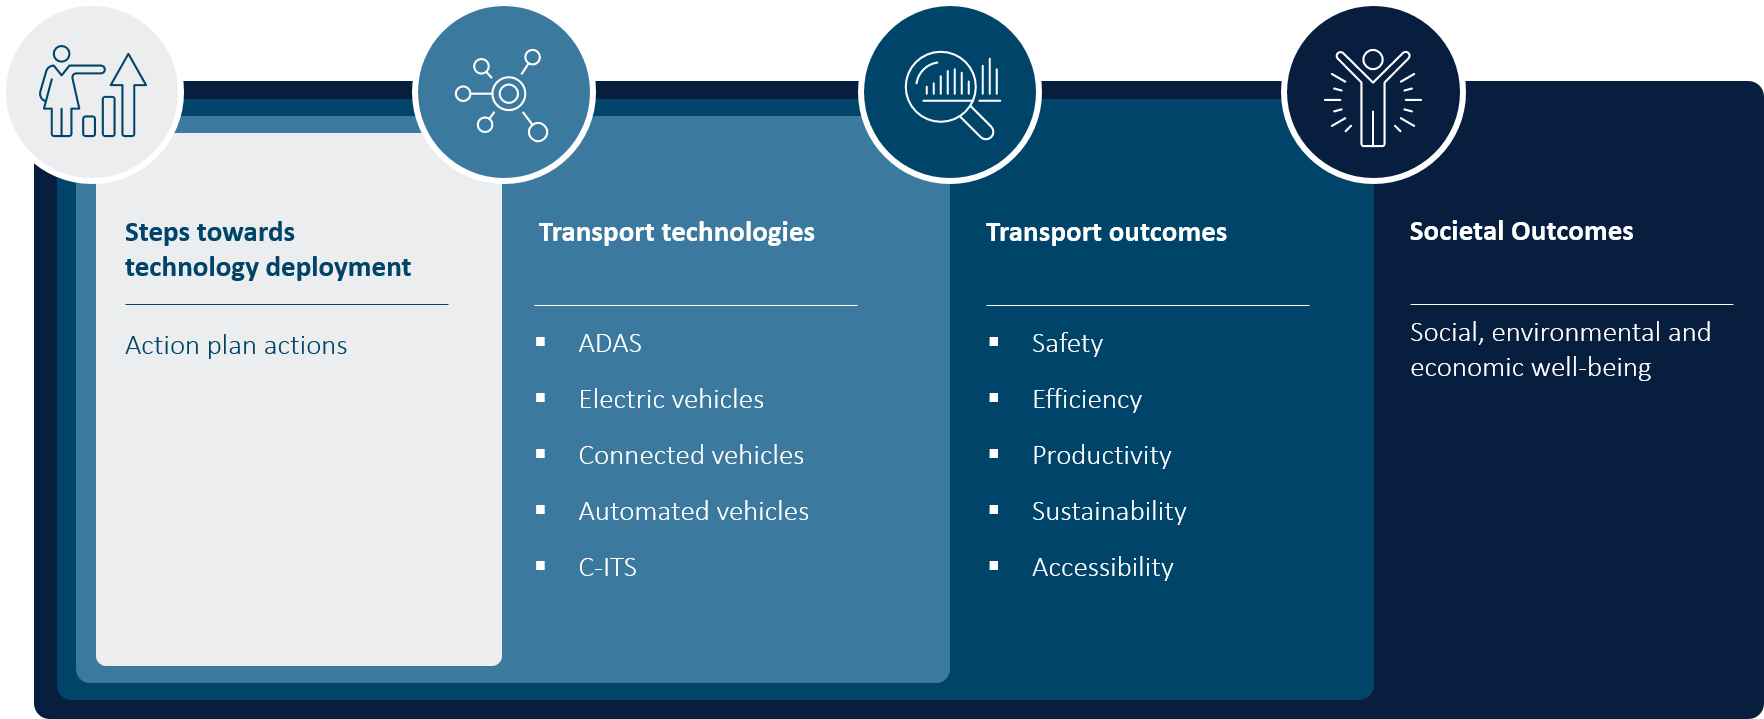 Steps towards
technology deployment
Action plan actions
Transport technologies
ADAS
Electric vehicles
Connected vehicles
Automated vehicles
C-ITS
Transport outcomes
Safety
Efficiency
Productivity
Sustainability
Accessibility
Societal Outcomes
Social, environmental and
economic well-being